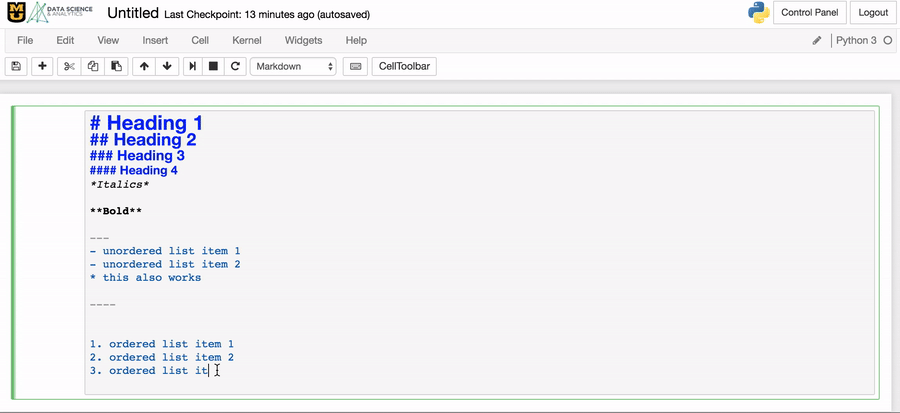 MU DATA SCIENCE & ANALYTICS Untitled Last Checkpoint: 13 minutes ago (autosaved) Control Panel Logout
File Edit View Insert Cell Kernel Widgets Help Python 3
Markdown CellToolbar
# Heading 1
## Heading 2
### Heading 3
#### Heading 4
*Italics*
**Bold**
---
- unordered list item 1
- unordered list item 2
* this also works
----
1. ordered list item 1
2. ordered list item 2
3. ordered list it